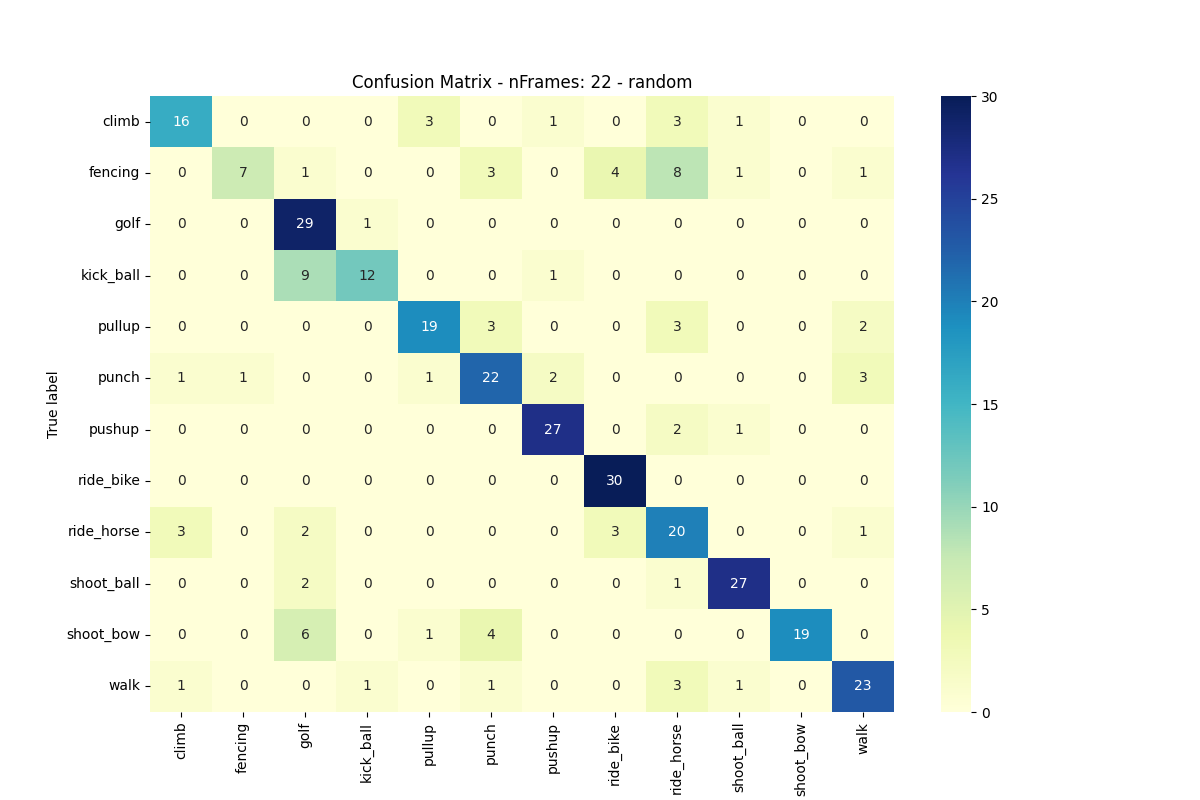 Confusion Matrix - nFrames: 22 - random
True label
climb 16 0 0 0 3 0 1 0 3 1 0 0
fencing 0 7 1 0 0 3 0 4 8 1 0 1
golf 0 0 29 1 0 0 0 0 0 0 0 0
kick_ball 0 0 9 12 0 0 1 0 0 0 0 0
pullup 0 0 0 0 19 3 0 0 3 0 0 2
punch 1 1 0 0 1 22 2 0 0 0 0 3
pushup 0 0 0 0 0 0 27 0 2 1 0 0
ride_bike 0 0 0 0 0 0 0 30 0 0 0 0
ride_horse 3 0 2 0 0 0 0 3 20 0 0 1
shoot_ball 0 0 2 0 0 0 0 0 1 27 0 0
shoot_bow 0 0 6 0 1 4 0 0 0 0 19 0
walk 1 0 0 1 0 1 0 0 3 1 0 23
climb fencing golf kick_ball pullup punch pushup ride_bike ride_horse shoot_ball shoot_bow walk
30
25
20
15
10
5
0